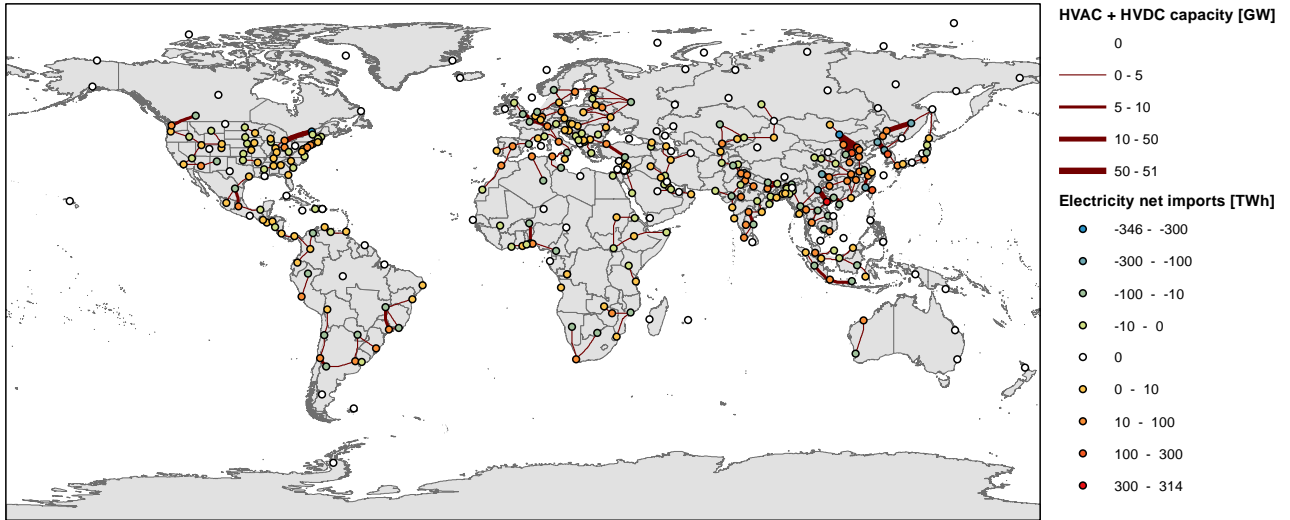 HVAC + HVDC capacity [GW]
0
0 - 5
5 - 10
10 - 50
50 - 51
Electricity net imports [TWh]
-346 - -300
-300 - -100
-100 - -10
-10 - 0
0
0 - 10
10 - 100
100 - 300
300 - 314